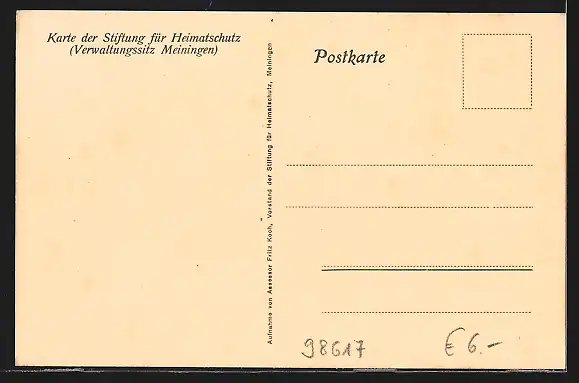 Karte der Stiftung für Heimatschutz
(Verwaltungssitz Meiningen)
Aufnahme von Assessor Fritz Koch, Vorstand der Stiftung für Heimatschutz, Meiningen
Postkarte
98617
€ 6.-